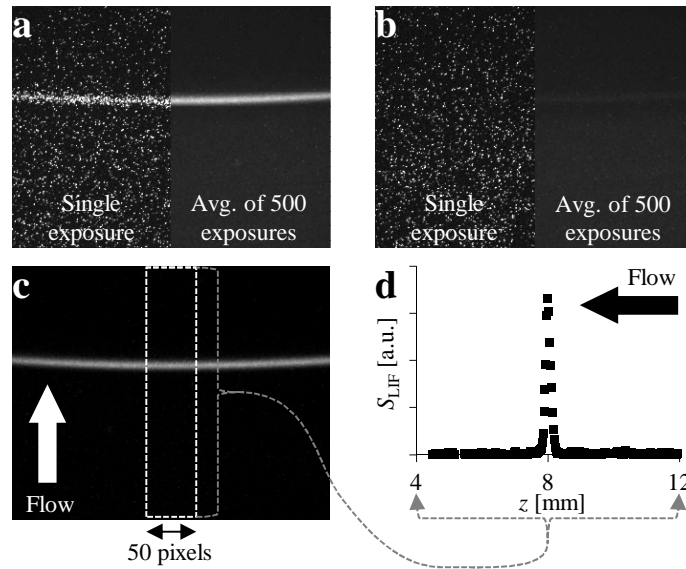 a
Single
exposure
Avg. of 500
exposures
b
Single
exposure
Avg. of 500
exposures
c
Flow
50 pixels
d
Flow
S_LIF [a.u.]
4
8
12
z [mm]